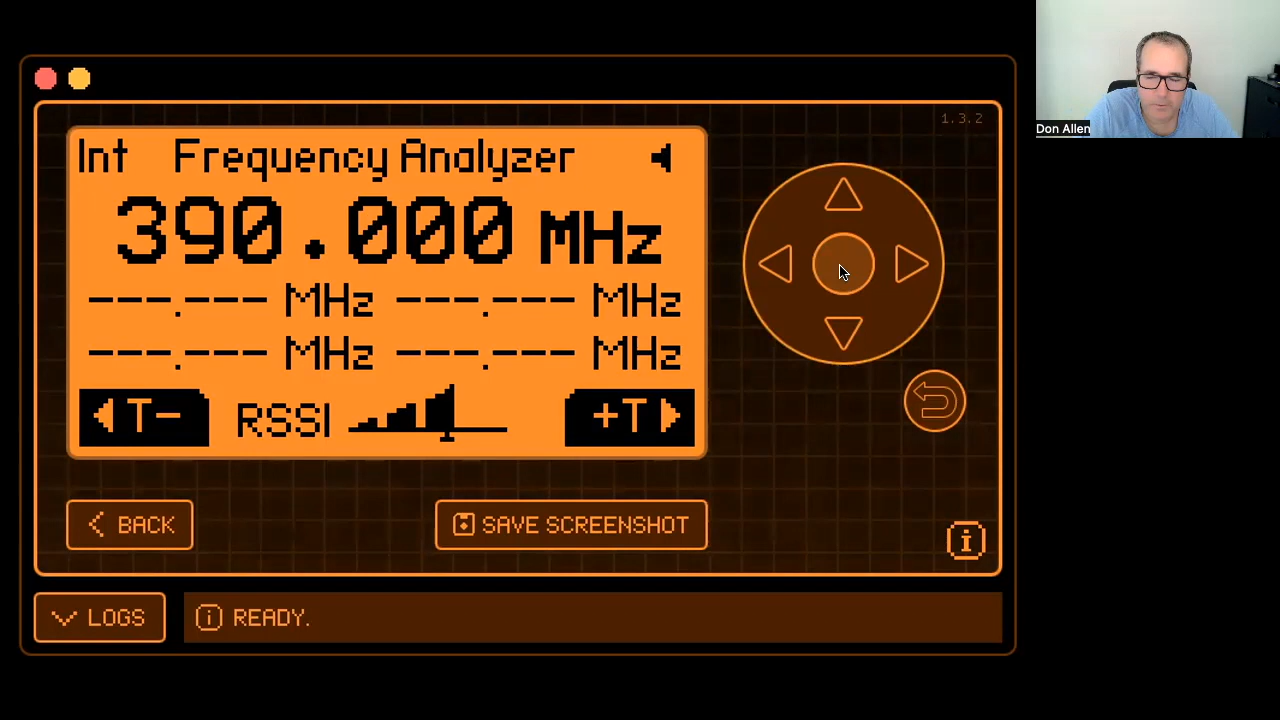 1.3.2
Int Frequency Analyzer
390.000 MHz
---.--- MHz ---.--- MHz
---.--- MHz ---.--- MHz
T- RSSI +T
BACK SAVE SCREENSHOT
i
LOGS i READY.
Don Allen